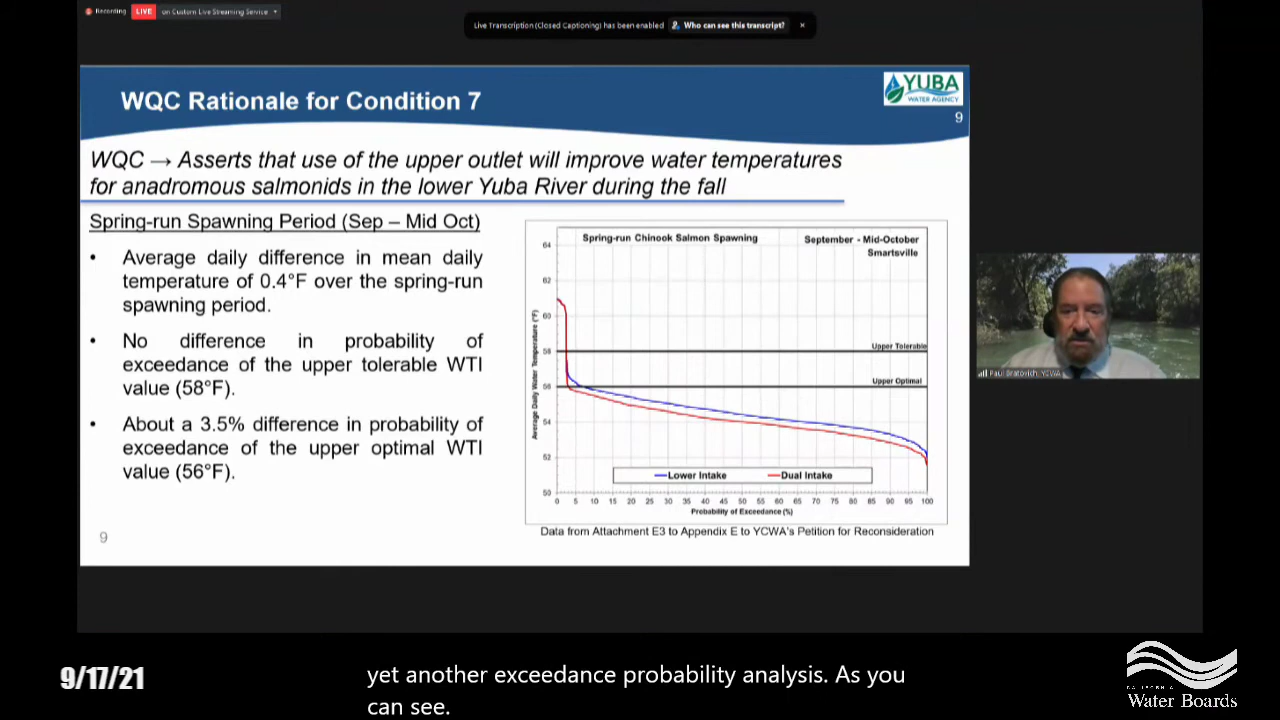 Recording
LIVE
on Custom Live Streaming Service
Live Transcription (Closed Captioning) has been enabled
Who can see this transcript?
WQC Rationale for Condition 7
YUBA
WATER AGENCY
9
WQC → Asserts that use of the upper outlet will improve water temperatures
for anadromous salmonids in the lower Yuba River during the fall
Spring-run Spawning Period (Sep – Mid Oct)
• Average daily difference in mean daily
temperature of 0.4°F over the spring-run
spawning period.
• No difference in probability of
exceedance of the upper tolerable WTI
value (58°F).
• About a 3.5% difference in probability of
exceedance of the upper optimal WTI
value (56°F).
9
Spring-run Chinook Salmon Spawning
September - Mid-October
Smartsville
Average Daily Water Temperature (°F)
64
62
60
58
56
54
52
50
Upper Tolerable
Upper Optimal
Lower Intake
Dual Intake
0 5 10 15 20 25 30 35 40 45 50 55 60 65 70 75 80 85 90 95 100
Probability of Exceedance (%)
Data from Attachment E3 to Appendix E to YCWA's Petition for Reconsideration
Paul Bratovich, YCWA
9/17/21
yet another exceedance probability analysis. As you
can see.
CALIFORNIA
Water Boards